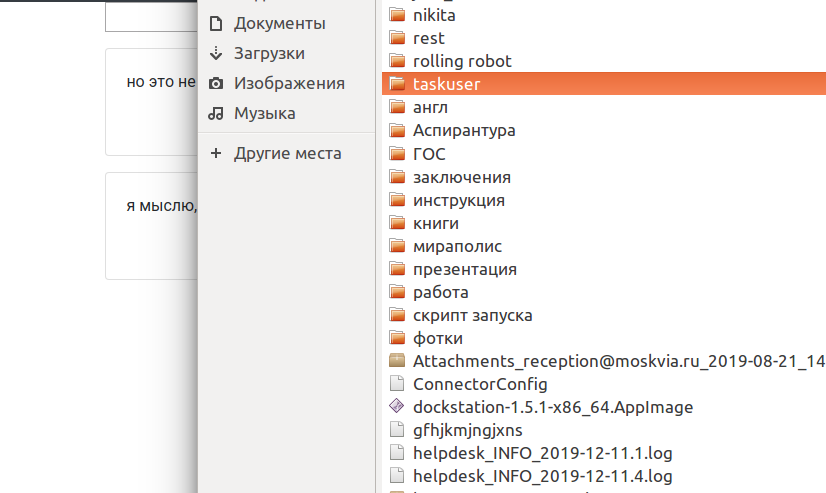 но это не
я мыслю,
Документы
Загрузки
Изображения
Музыка
Другие места
nikita
rest
rolling robot
taskuser
англ
Аспирантура
ГОС
заключения
инструкция
книги
мираполис
презентация
работа
скрипт запуска
фотки
Attachments_reception@moskvia.ru_2019-08-21_14
ConnectorConfig
dockstation-1.5.1-x86_64.AppImage
gfhjkmjngjxns
helpdesk_INFO_2019-12-11.1.log
helpdesk_INFO_2019-12-11.4.log